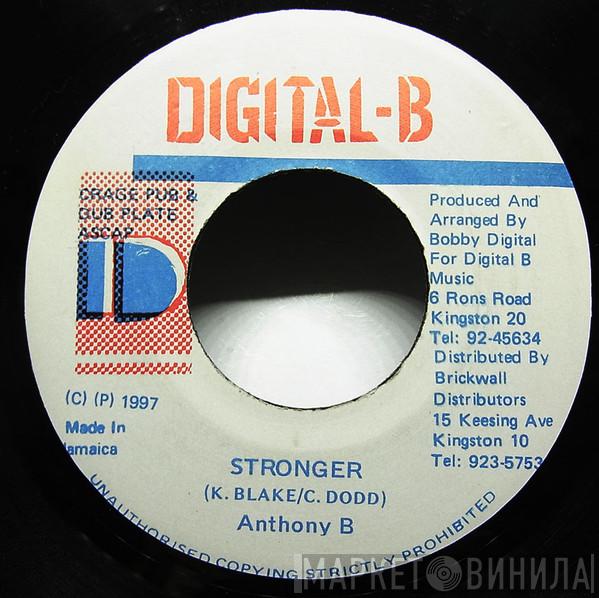 DIGITAL-B
CRAGE PUB &
DUB PLATE
ASCAP
D
Produced And
Arranged By
Bobby Digital
For Digital B
Music
6 Rons Road
Kingston 20
Tel: 92-45634
Distributed By
Brickwall
Distributors
15 Keesing Ave
Kingston 10
Tel: 923-5753
(C) (P) 1997
Made In
amaica
STRONGER
(K. BLAKE/C. DODD)
Anthony B
UNAUTHORISED COPYING STRICTLY PROHIBITED
МАРКЕТ ВИНИЛА